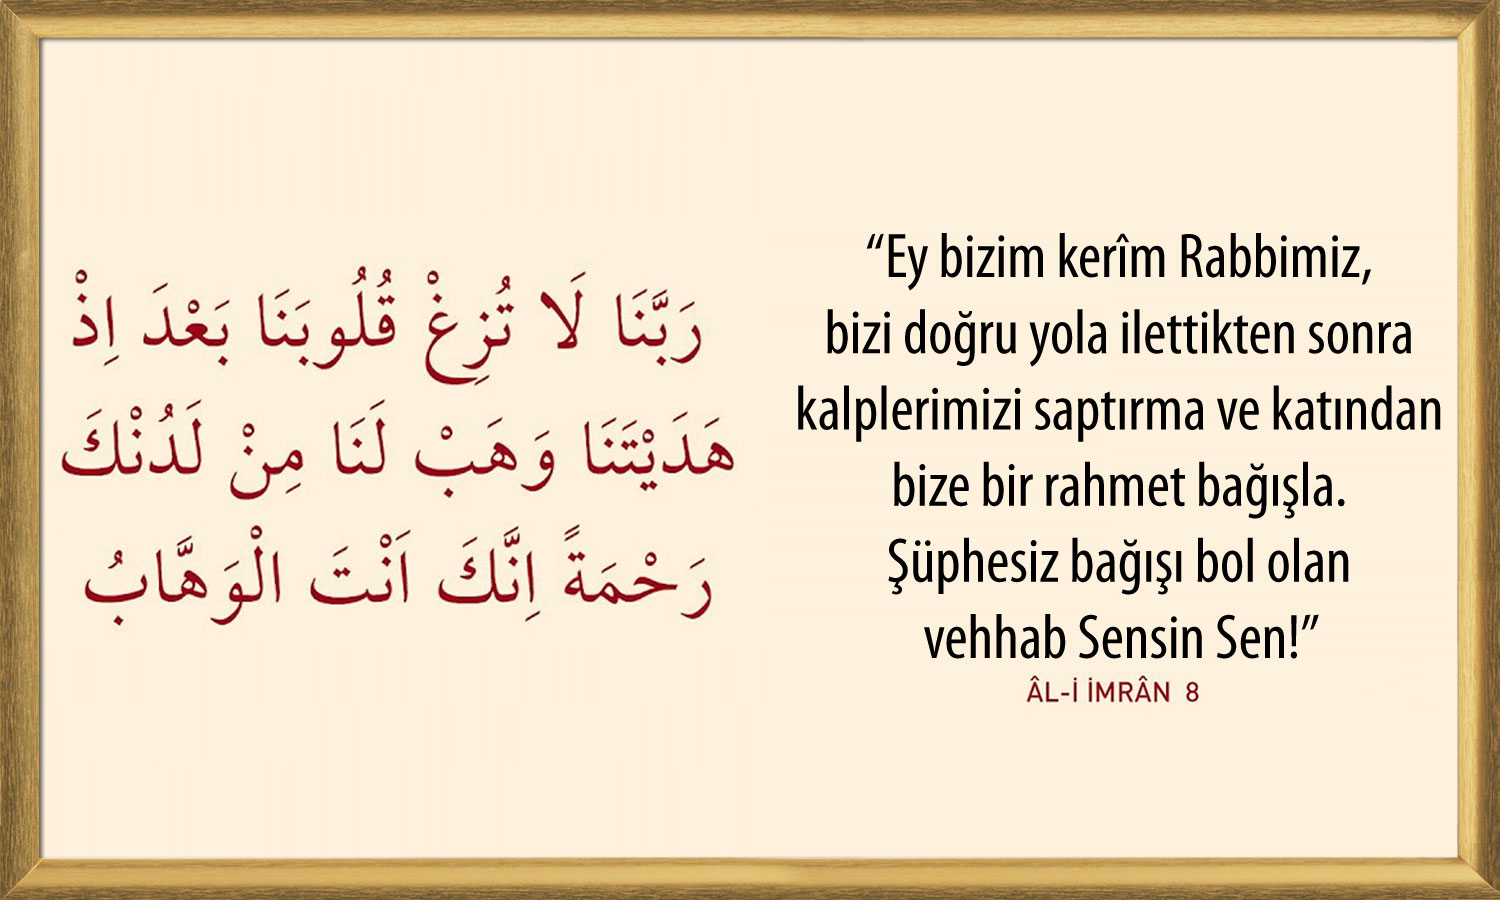 رَبَّنَا لَا تُزِغْ قُلُوبَنَا بَعْدَ اِذْ
هَدَيْتَنَا وَهَبْ لَنَا مِنْ لَدُنْكَ
رَحْمَةً اِنَّكَ اَنْتَ الْوَهَّابُ
“Ey bizim kerîm Rabbimiz,
bizi doğru yola ilettikten sonra
kalplerimizi saptırma ve katından
bize bir rahmet bağışla.
Şüphesiz bağışı bol olan
vehhab Sensin Sen!”
ÂL-İ İMRÂN 8